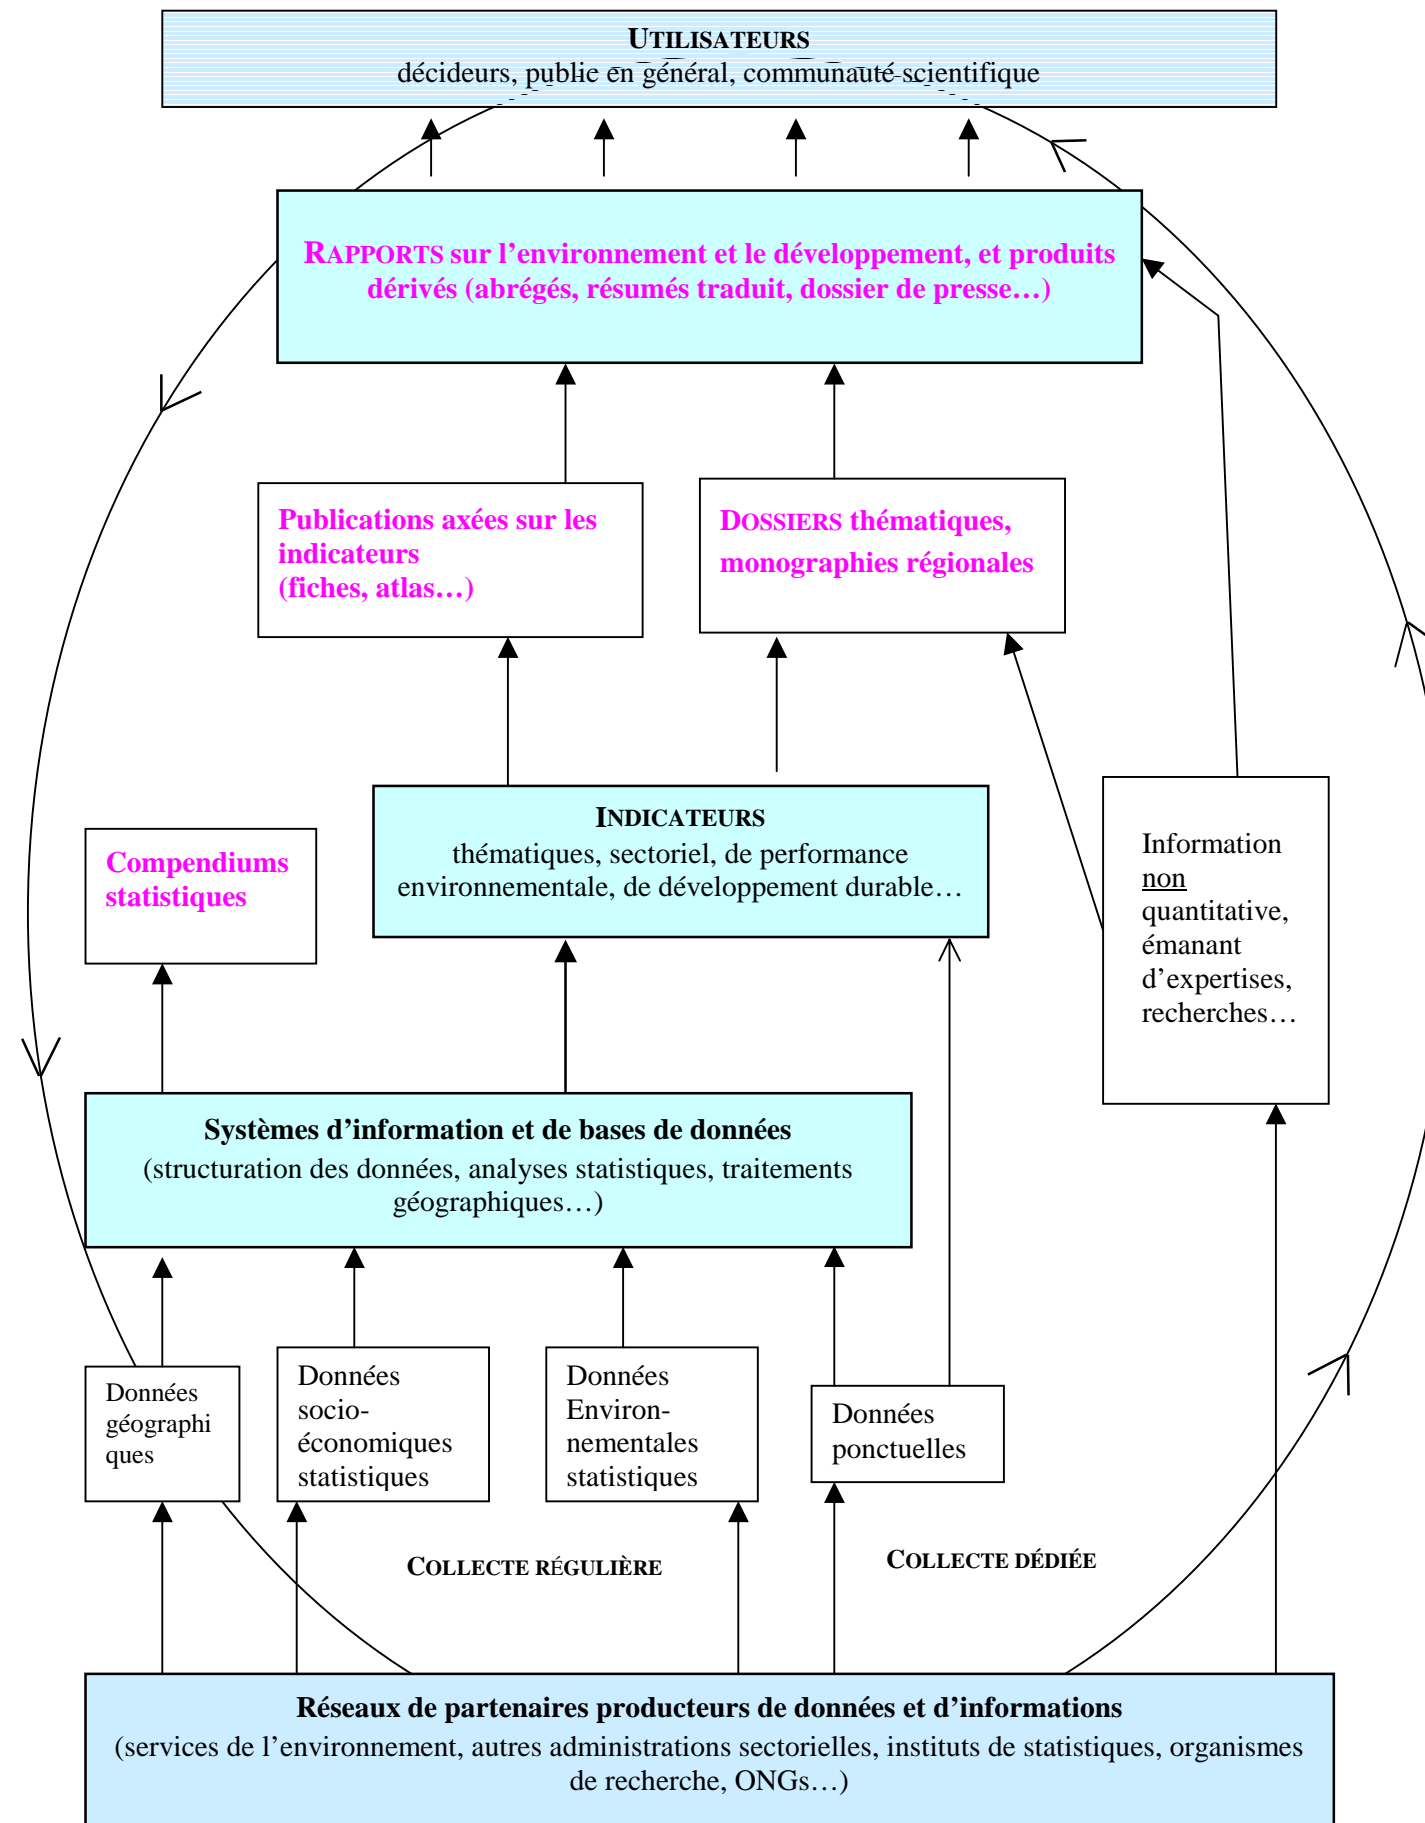 UTILISATEURS
décideurs, public en général, communauté scientifique
RAPPORTS sur l’environnement et le développement, et produits
dérivés (abrégés, résumés traduit, dossier de presse…)
Publications axées sur les
indicateurs
(fiches, atlas…)
DOSSIERS thématiques,
monographies régionales
INDICATEURS
thématiques, sectoriel, de performance
environnementale, de développement durable…
Compendiums
statistiques
Information
non
quantitative,
émanant
d’expertises,
recherches…
Systèmes d’information et de bases de données
(structuration des données, analyses statistiques, traitements
géographiques…)
Données
géographi
ques
Données
socio-
économiques
statistiques
Données
Environ-
nementales
statistiques
Données
ponctuelles
COLLECTE RÉGULIÈRE
COLLECTE DÉDIÉE
Réseaux de partenaires producteurs de données et d’informations
(services de l’environnement, autres administrations sectorielles, instituts de statistiques, organismes
de recherche, ONGs…)